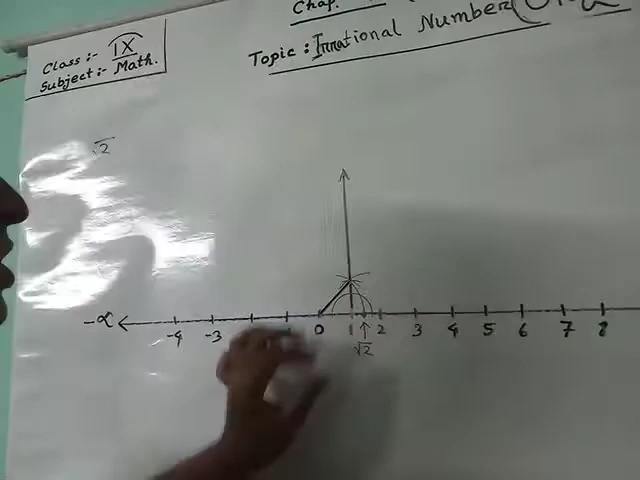 Chap.
Class :- IX
Subject :- Math.
Topic : Irrational Number
√2
-∝ -4 -3 0 1 2 3 4 5 6 7 8
√2